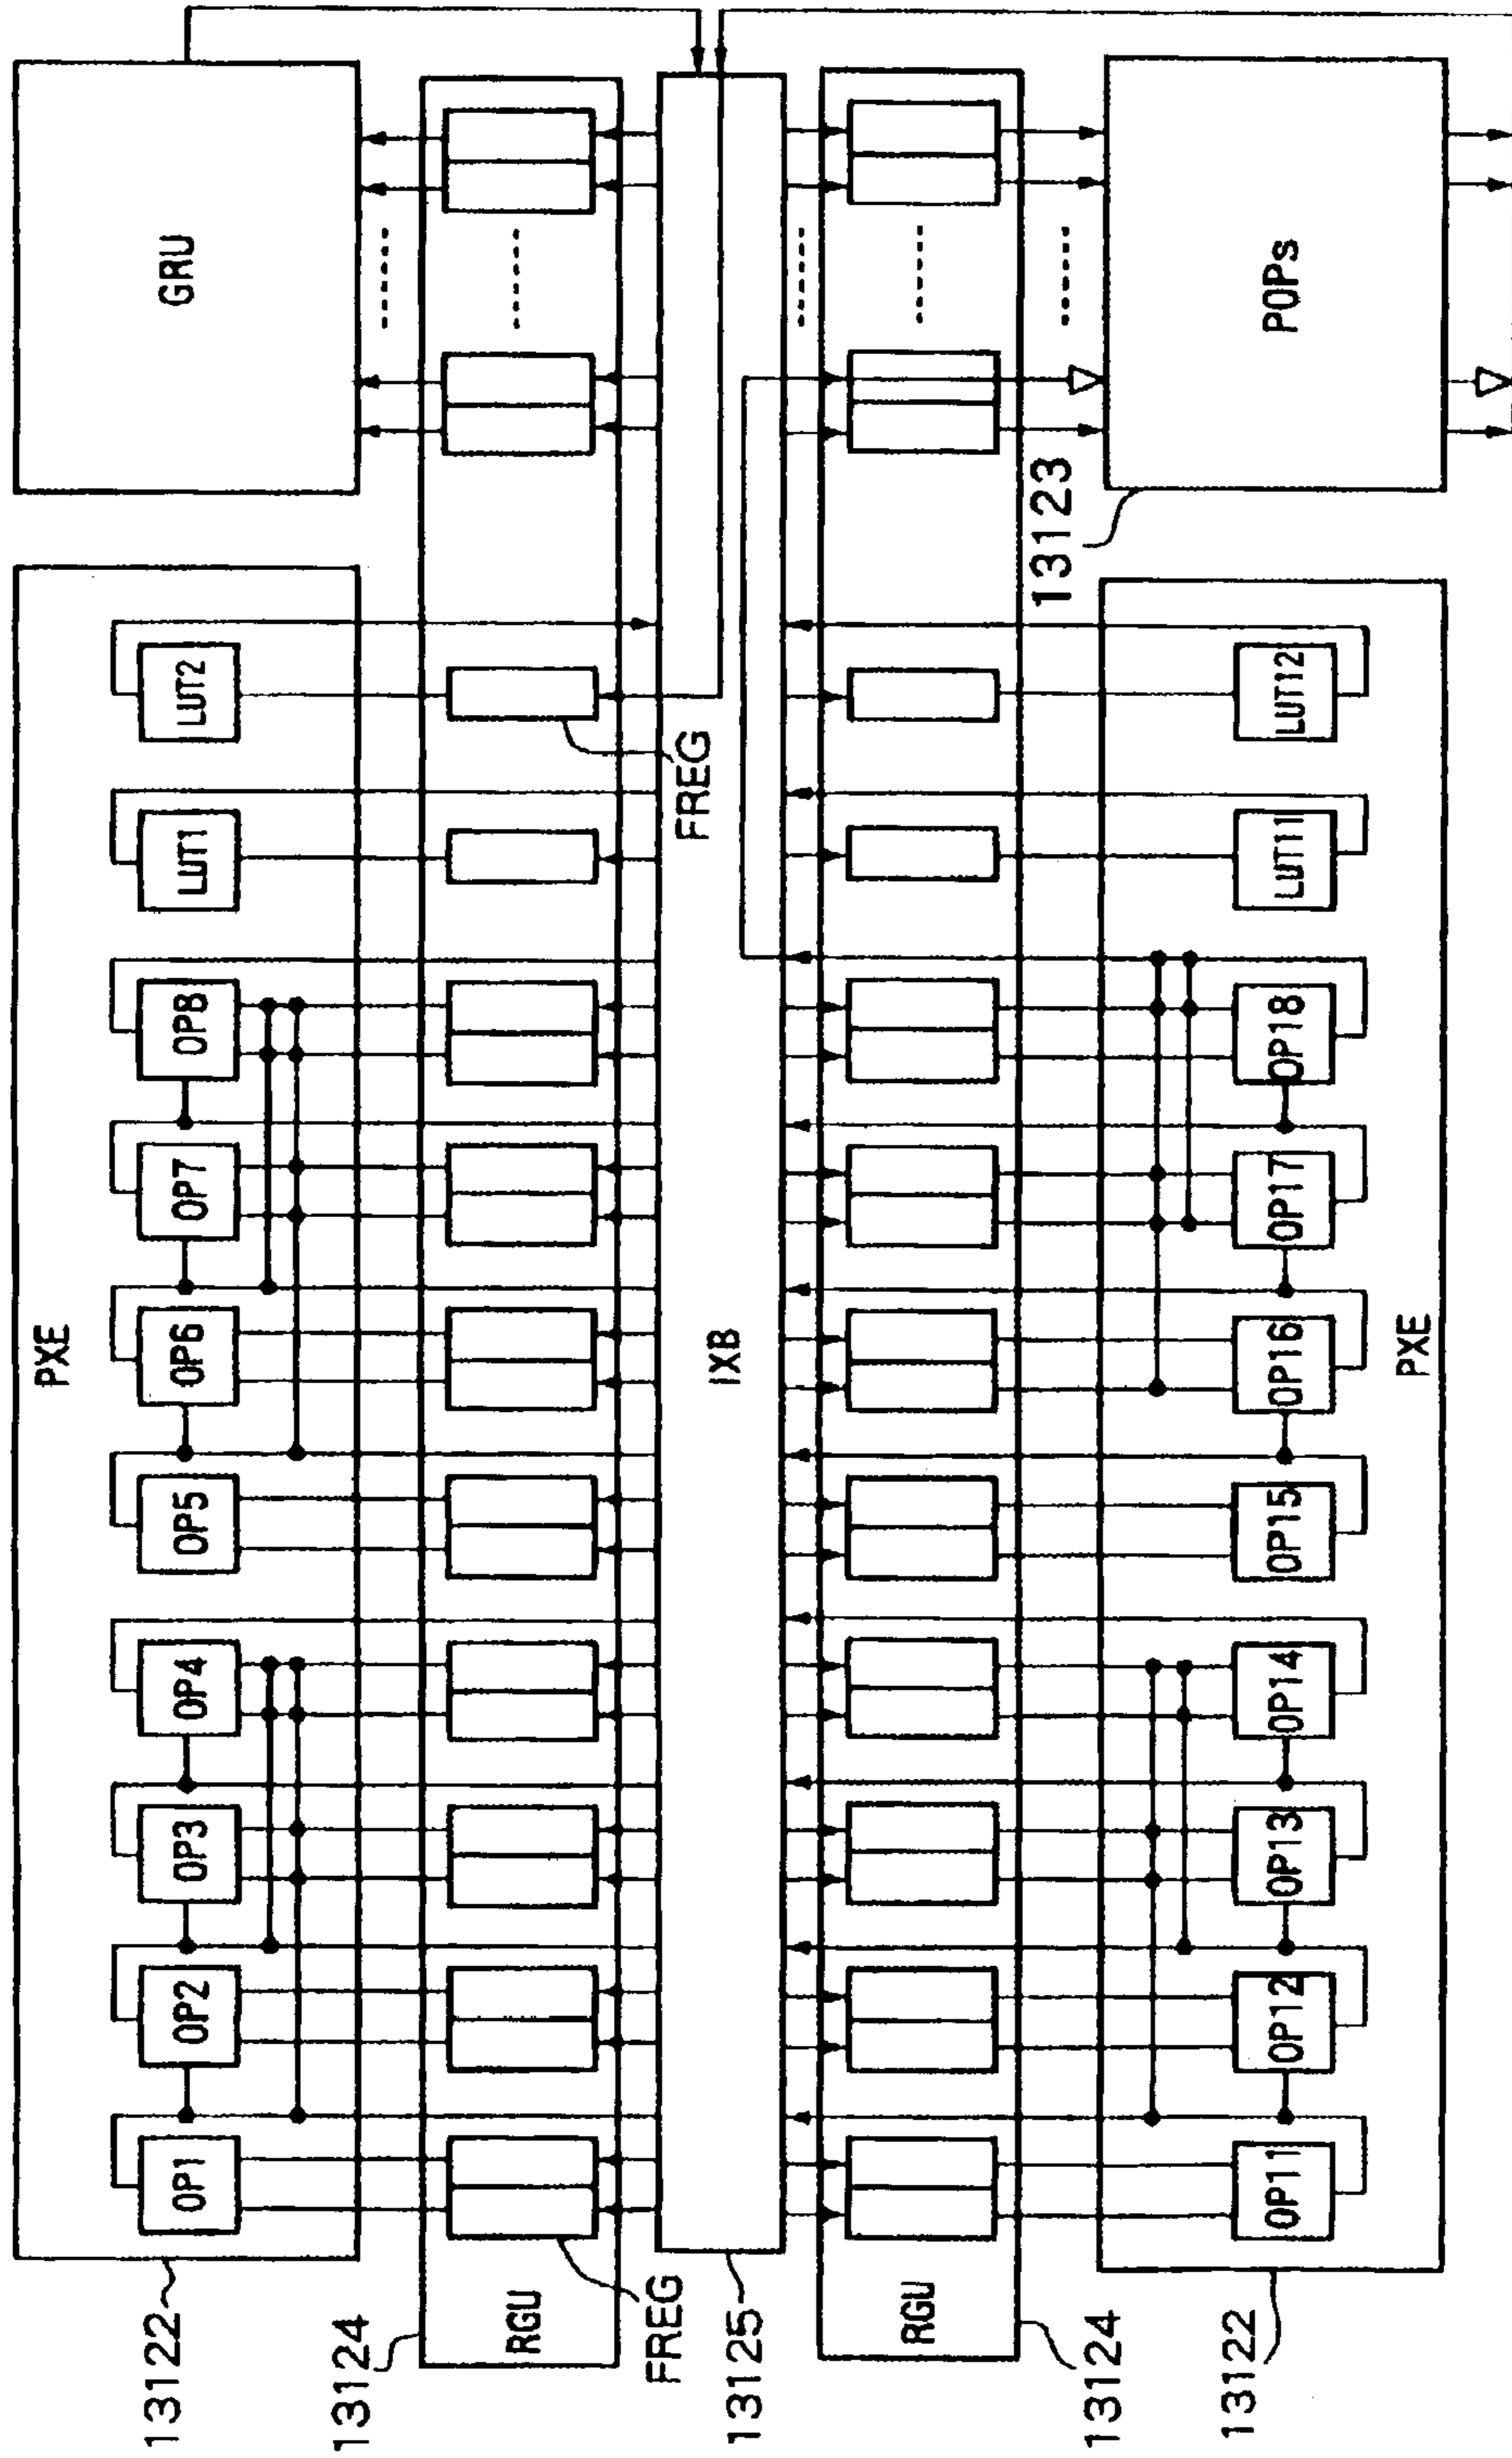 13122
PXE
OP1
OP2
OP3
OP4
OP5
OP6
OP7
OP8
LUT1
LUT2
GRU
13124
RGU
FREG
FREG
13125
IXB
13124
RGU
13122
OP11
OP12
OP13
OP14
OP15
OP16
OP17
OP18
LUT11
LUT12
PXE
13123
POPs